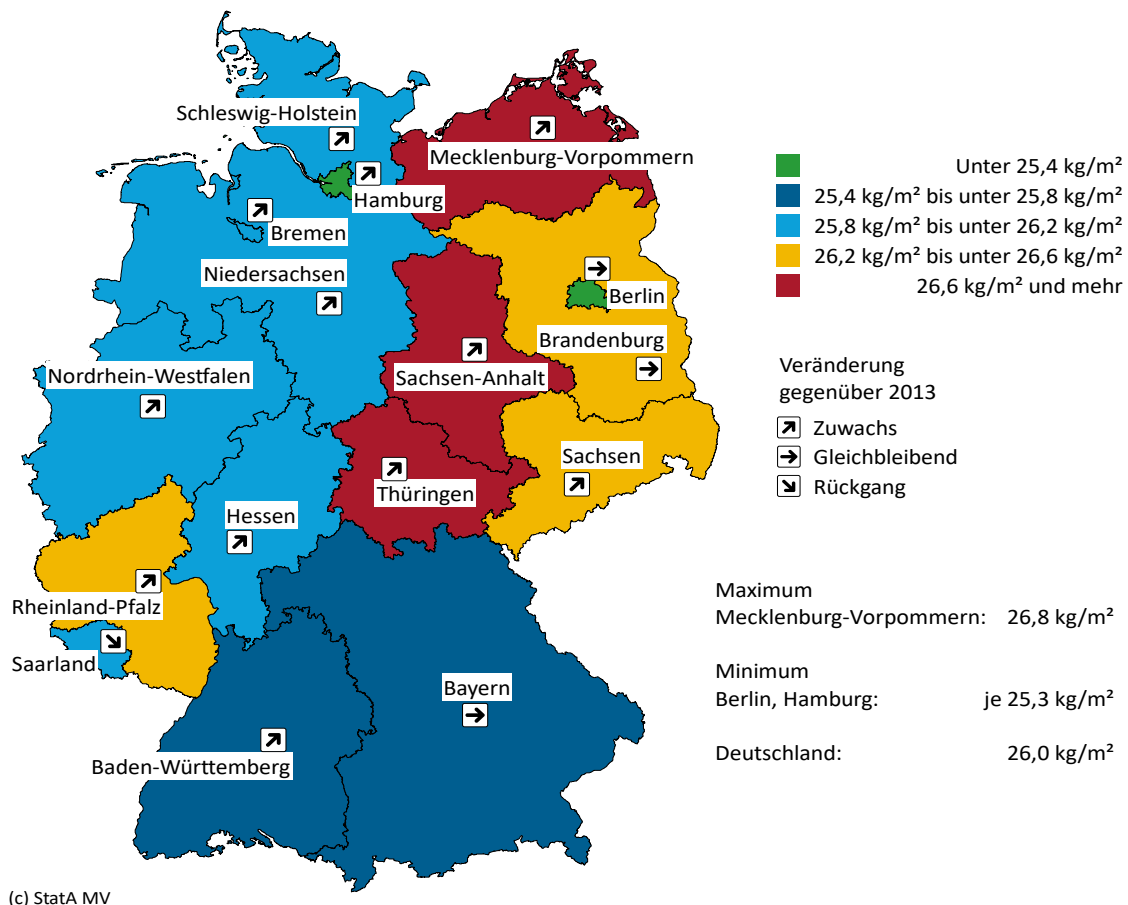 Schleswig-Holstein
Mecklenburg-Vorpommern
Hamburg
Bremen
Niedersachsen
Berlin
Brandenburg
Nordrhein-Westfalen
Sachsen-Anhalt
Sachsen
Thüringen
Hessen
Rheinland-Pfalz
Saarland
Bayern
Baden-Württemberg
Unter 25,4 kg/m²
25,4 kg/m² bis unter 25,8 kg/m²
25,8 kg/m² bis unter 26,2 kg/m²
26,2 kg/m² bis unter 26,6 kg/m²
26,6 kg/m² und mehr
Veränderung
gegenüber 2013
Zuwachs
Gleichbleibend
Rückgang
Maximum
Mecklenburg-Vorpommern: 26,8 kg/m²
Minimum
Berlin, Hamburg: je 25,3 kg/m²
Deutschland: 26,0 kg/m²
(c) StatA MV